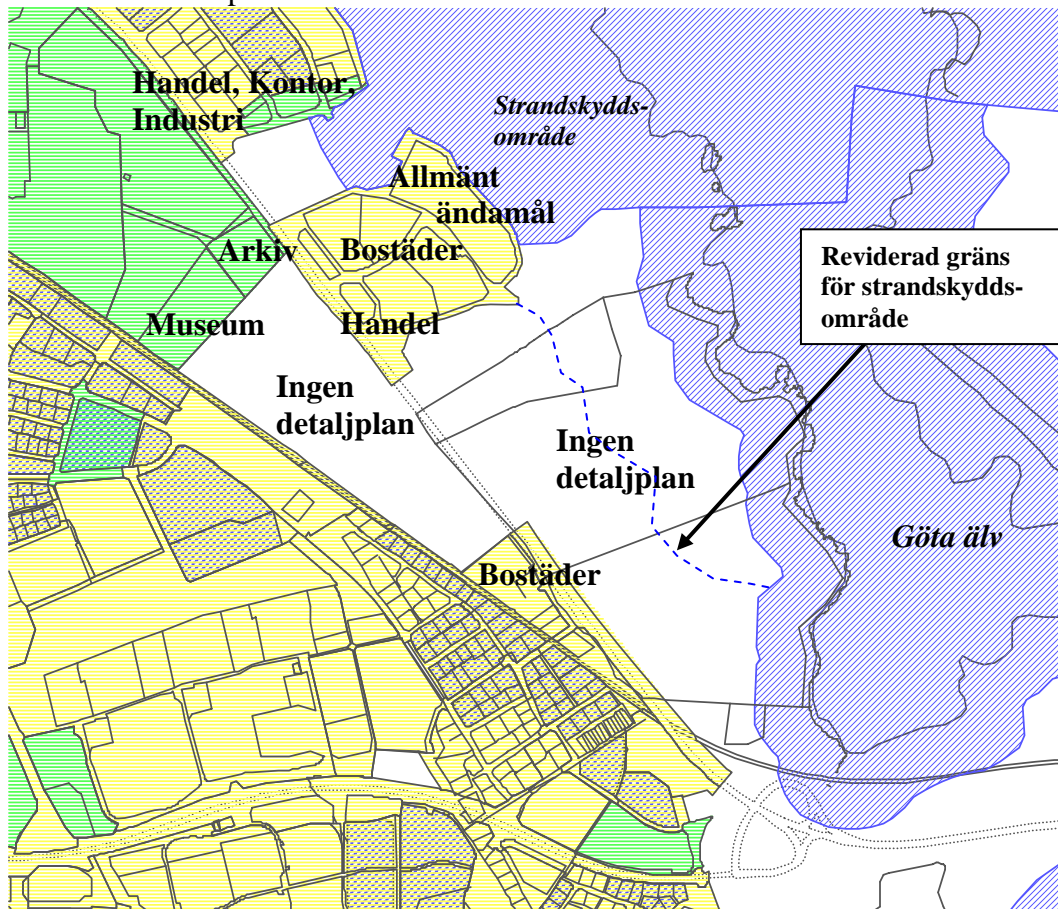 Handel, Kontor,
Industri
Strandskydds-
område
Allmänt
ändamål
Arkiv
Bostäder
Reviderad gräns
för strandskydds-
område
Museum
Handel
Ingen
detaljplan
Ingen
detaljplan
Göta älv
Bostäder